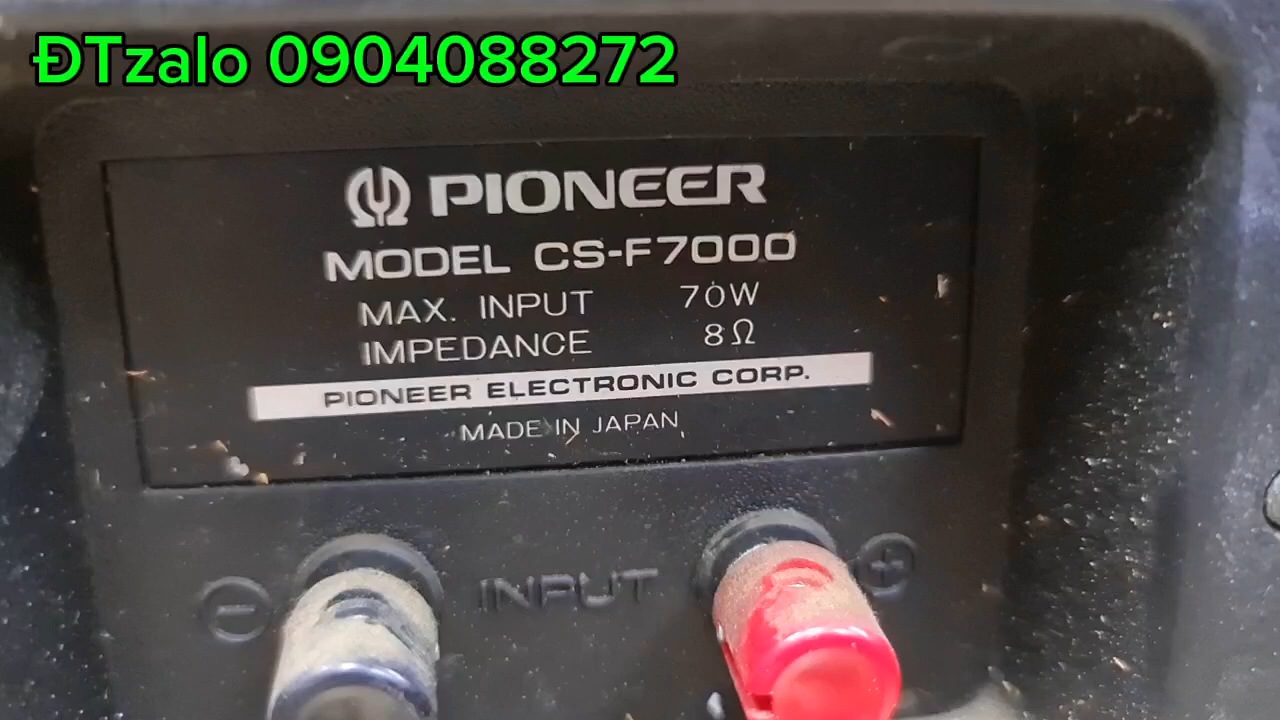 ĐTzalo 0904088272
PIONEER
MODEL CS-F7000
MAX. INPUT 70W
IMPEDANCE 8Ω
PIONEER ELECTRONIC CORP.
MADE IN JAPAN
− INPUT +